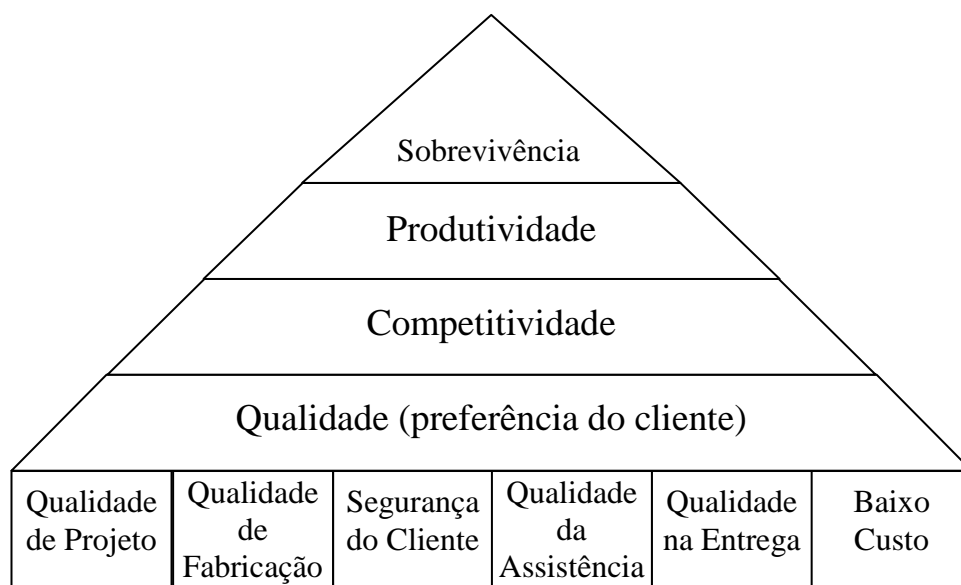 Sobrevivência
Produtividade
Competitividade
Qualidade (preferência do cliente)
Qualidade
de Projeto
Qualidade
de
Fabricação
Segurança
do Cliente
Qualidade
da
Assistência
Qualidade
na Entrega
Baixo
Custo